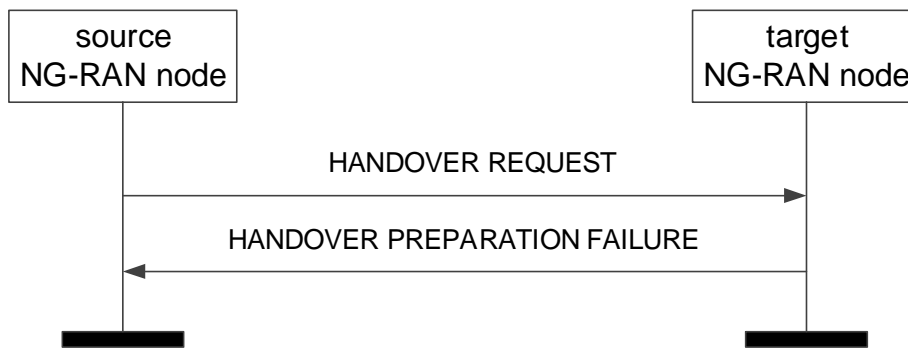 source
NG-RAN node
target
NG-RAN node
HANDOVER REQUEST
HANDOVER PREPARATION FAILURE